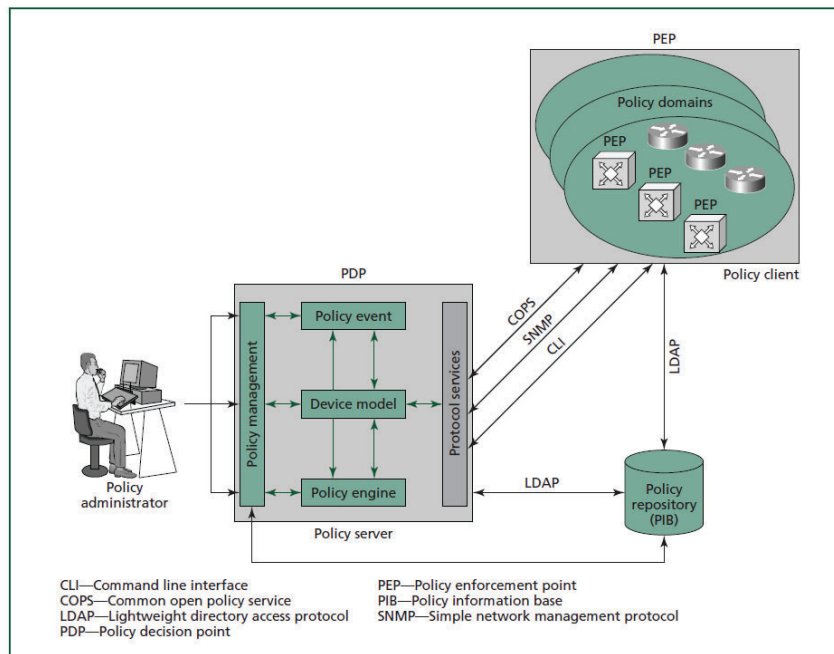 PEP
Policy domains
PEP
PEP
PEP
Policy client
PDP
Policy event
COPS
SNMP
CLI
LDAP
Policy management
Device model
Protocol services
Policy engine
LDAP
Policy
repository
(PIB)
Policy
administrator
Policy server
CLI—Command line interface
COPS—Common open policy service
LDAP—Lightweight directory access protocol
PDP—Policy decision point
PEP—Policy enforcement point
PIB—Policy information base
SNMP—Simple network management protocol